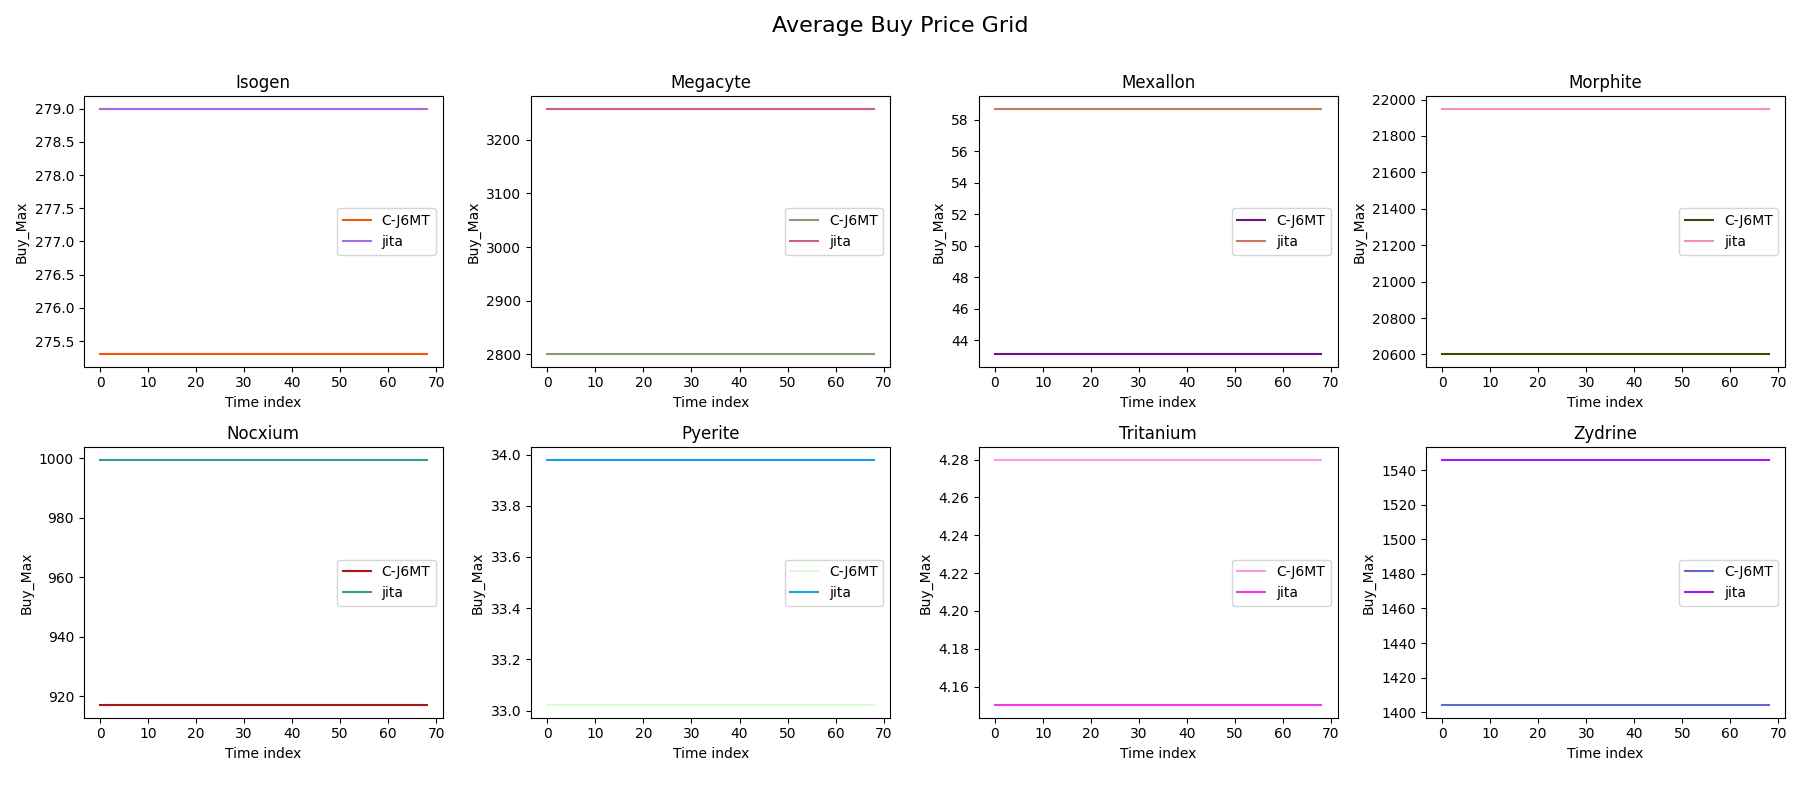 Average Buy Price Grid
Isogen
Buy_Max
279.0
278.5
278.0
277.5
277.0
276.5
276.0
275.5
C-J6MT
jita
0 10 20 30 40 50 60 70
Time index
Megacyte
Buy_Max
3200
3100
3000
2900
2800
C-J6MT
jita
0 10 20 30 40 50 60 70
Time index
Mexallon
Buy_Max
58
56
54
52
50
48
46
44
C-J6MT
jita
0 10 20 30 40 50 60 70
Time index
Morphite
Buy_Max
22000
21800
21600
21400
21200
21000
20800
20600
C-J6MT
jita
0 10 20 30 40 50 60 70
Time index
Nocxium
Buy_Max
1000
980
960
940
920
C-J6MT
jita
0 10 20 30 40 50 60 70
Time index
Pyerite
Buy_Max
34.0
33.8
33.6
33.4
33.2
33.0
C-J6MT
jita
0 10 20 30 40 50 60 70
Time index
Tritanium
Buy_Max
4.28
4.26
4.24
4.22
4.20
4.18
4.16
C-J6MT
jita
0 10 20 30 40 50 60 70
Time index
Zydrine
Buy_Max
1540
1520
1500
1480
1460
1440
1420
1400
C-J6MT
jita
0 10 20 30 40 50 60 70
Time index